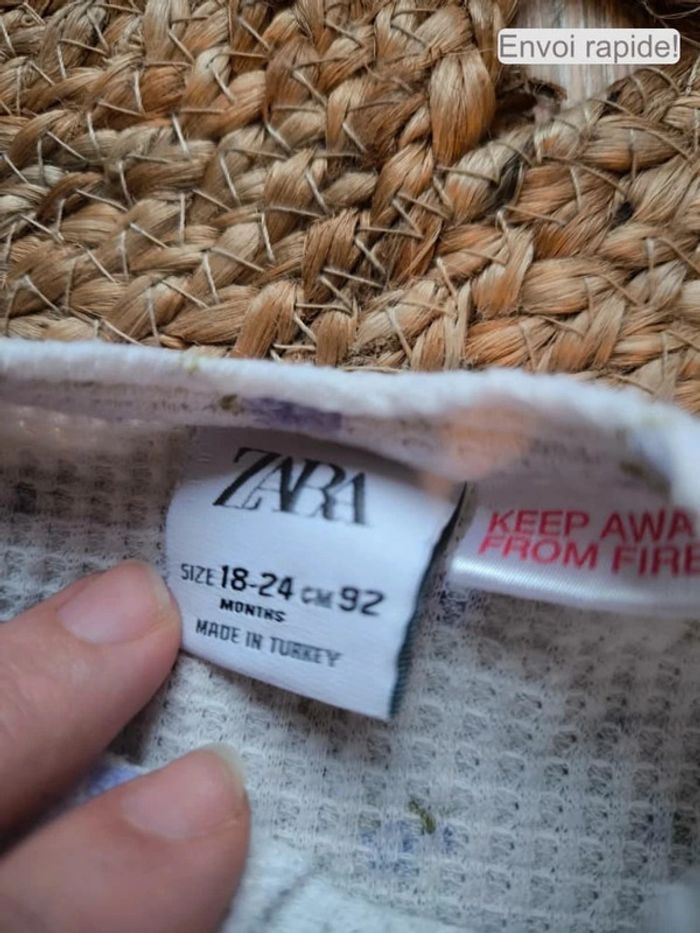 Envoi rapide!
ZARA
SIZE 18-24 CM 92
MONTHS
MADE IN TURKEY
KEEP AWA
FROM FIRE